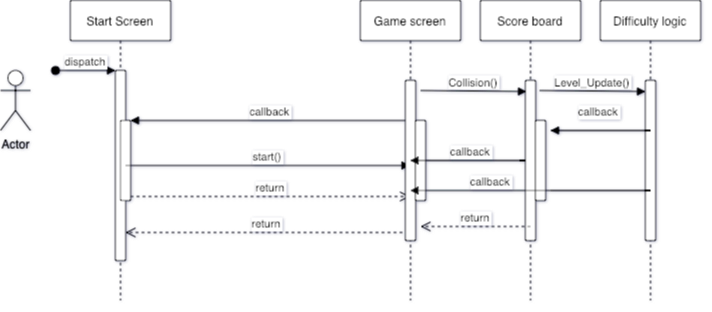 Start Screen
Game screen
Score board
Difficulty logic
dispatch
Actor
Collision()
Level_Update()
callback
callback
start()
callback
callback
return
return
return